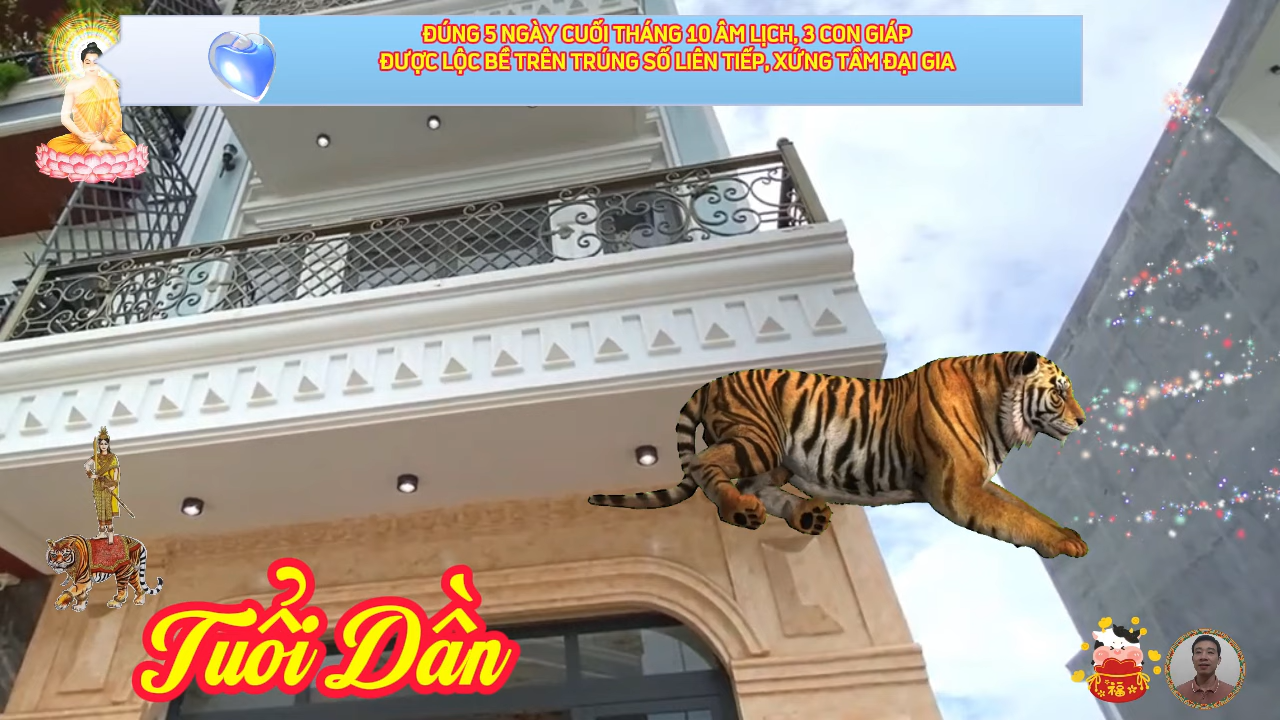 ĐÚNG 5 NGÀY CUỐI THÁNG 10 ÂM LỊCH, 3 CON GIÁP
ĐƯỢC LỘC BỀ TRÊN TRÚNG SỐ LIÊN TIẾP, XỨNG TẦM ĐẠI GIA
Tuổi Dần
福